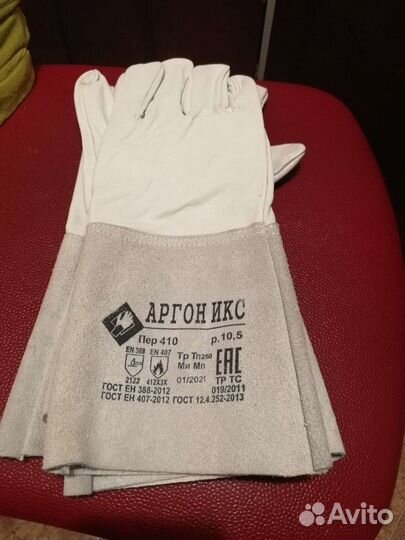 АРГОН ИКС
Пер 410 р.10,5
EN 388 EN 407 Тр Тп250
Ми Мп
2122 412X1X 01/2021 ТР ТС
ГОСТ ЕН 388-2012 019/2011
ГОСТ ЕН 407-2012 ГОСТ 12.4.252-2013
EAC
Avito